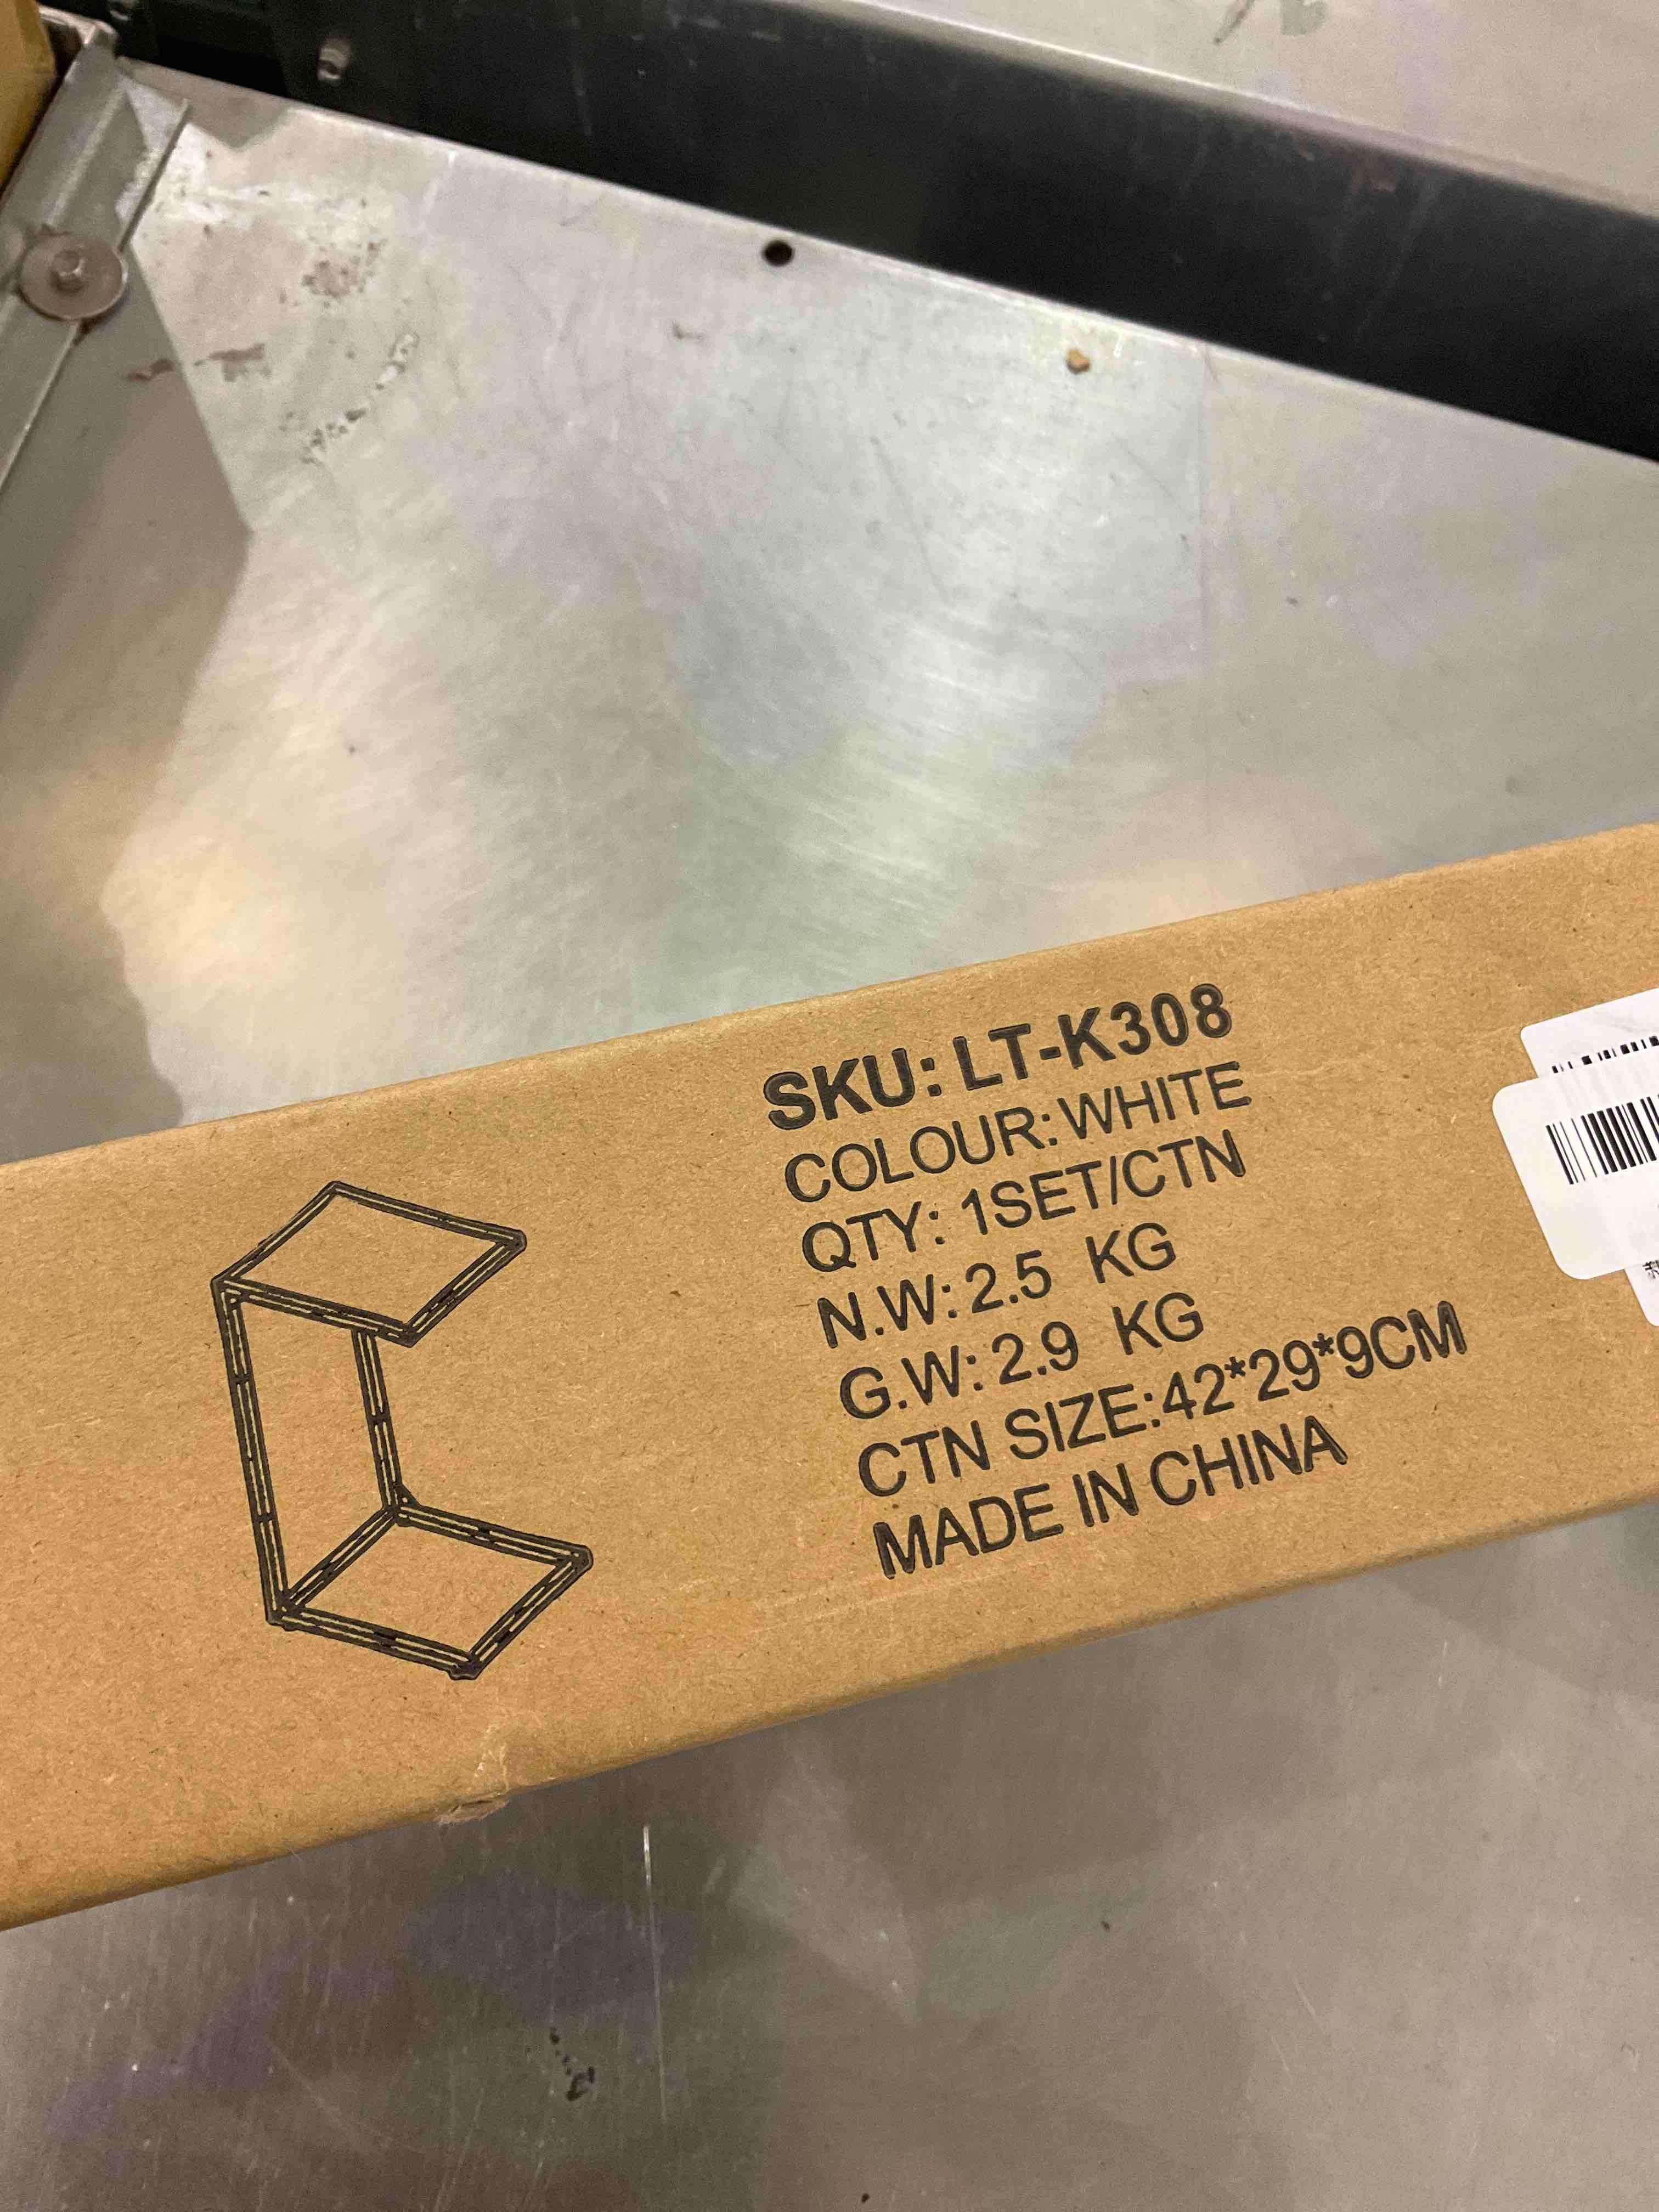 SKU: LT-K308
COLOUR: WHITE
QTY: 1SET/CTN
N.W: 2.5 KG
G.W: 2.9 KG
CTN SIZE:42*29*9CM
MADE IN CHINA